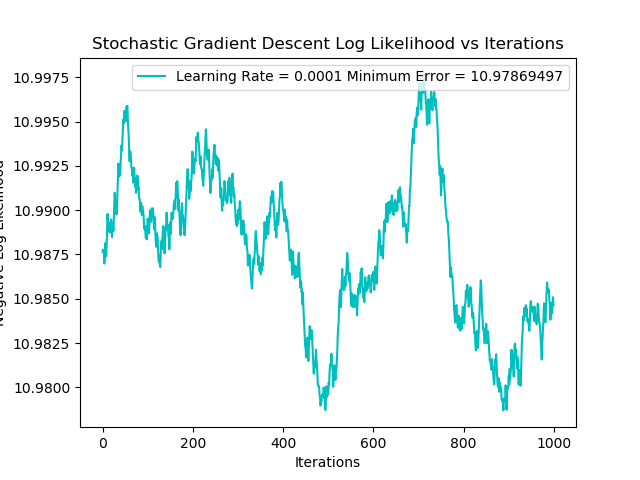 Stochastic Gradient Descent Log Likelihood vs Iterations
Learning Rate = 0.0001 Minimum Error = 10.97869497
10.9975
10.9950
10.9925
10.9900
10.9875
10.9850
10.9825
10.9800
Negative Log Likelihood
0 200 400 600 800 1000
Iterations